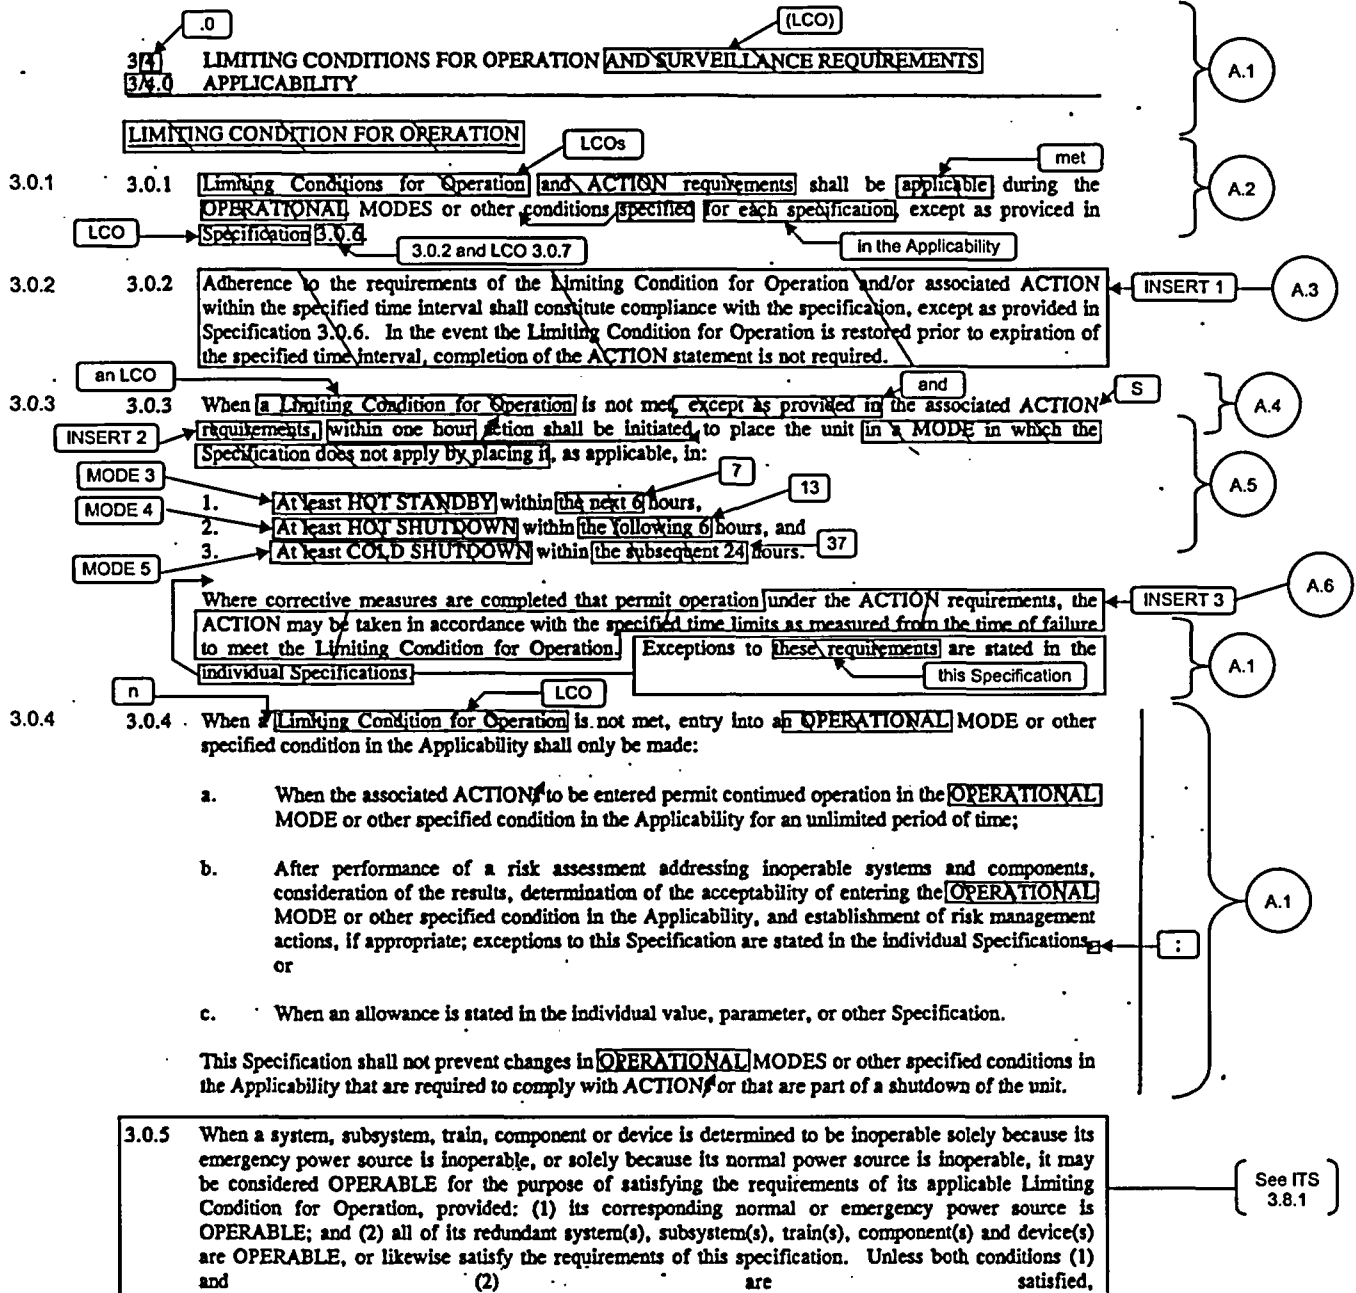 .0
(LCO)
3/4 LIMITING CONDITIONS FOR OPERATION AND SURVEILLANCE REQUIREMENTS
3/4.0 APPLICABILITY
A.1
LIMITING CONDITION FOR OPERATION
LCOs
met
3.0.1 3.0.1 Limiting Conditions for Operation and ACTION requirements shall be applicable during the
OPERATIONAL MODES or other conditions specified for each specification, except as proviced in
LCO Specification 3.0.6.
3.0.2 and LCO 3.0.7
in the Applicability
A.2
3.0.2 3.0.2 Adherence to the requirements of the Limiting Condition for Operation and/or associated ACTION
within the specified time interval shall constitute compliance with the specification, except as provided in
Specification 3.0.6. In the event the Limiting Condition for Operation is restored prior to expiration of
the specified time interval, completion of the ACTION statement is not required.
INSERT 1
A.3
an LCO
and
S
3.0.3 3.0.3 When a Limiting Condition for Operation is not met, except as provided in the associated ACTION
INSERT 2 requirements, within one hour action shall be initiated to place the unit in a MODE in which the
Specification does not apply by placing it, as applicable, in:
A.4
MODE 3
7
1. At least HOT STANDBY within the next 6 hours,
MODE 4
13
2. At least HOT SHUTDOWN within the following 6 hours, and
3. At least COLD SHUTDOWN within the subsequent 24 hours.
37
MODE 5
A.5
Where corrective measures are completed that permit operation under the ACTION requirements, the
ACTION may be taken in accordance with the specified time limits as measured from the time of failure
to meet the Limiting Condition for Operation. Exceptions to these requirements are stated in the
individual Specifications.
this Specification
INSERT 3
A.6
A.1
n
LCO
3.0.4 3.0.4 When a Limiting Condition for Operation is not met, entry into an OPERATIONAL MODE or other
specified condition in the Applicability shall only be made:
a. When the associated ACTIONs to be entered permit continued operation in the OPERATIONAL
MODE or other specified condition in the Applicability for an unlimited period of time;
b. After performance of a risk assessment addressing inoperable systems and components,
consideration of the results, determination of the acceptability of entering the OPERATIONAL
MODE or other specified condition in the Applicability, and establishment of risk management
actions, if appropriate; exceptions to this Specification are stated in the individual Specifications,
or
;
A.1
c. When an allowance is stated in the individual value, parameter, or other Specification.
This Specification shall not prevent changes in OPERATIONAL MODES or other specified conditions in
the Applicability that are required to comply with ACTIONs or that are part of a shutdown of the unit.
3.0.5 When a system, subsystem, train, component or device is determined to be inoperable solely because its
emergency power source is inoperable, or solely because its normal power source is inoperable, it may
be considered OPERABLE for the purpose of satisfying the requirements of its applicable Limiting
Condition for Operation, provided: (1) its corresponding normal or emergency power source is
OPERABLE; and (2) all of its redundant system(s), subsystem(s), train(s), component(s) and device(s)
are OPERABLE, or likewise satisfy the requirements of this specification. Unless both conditions (1)
and (2) are satisfied,
See ITS
3.8.1